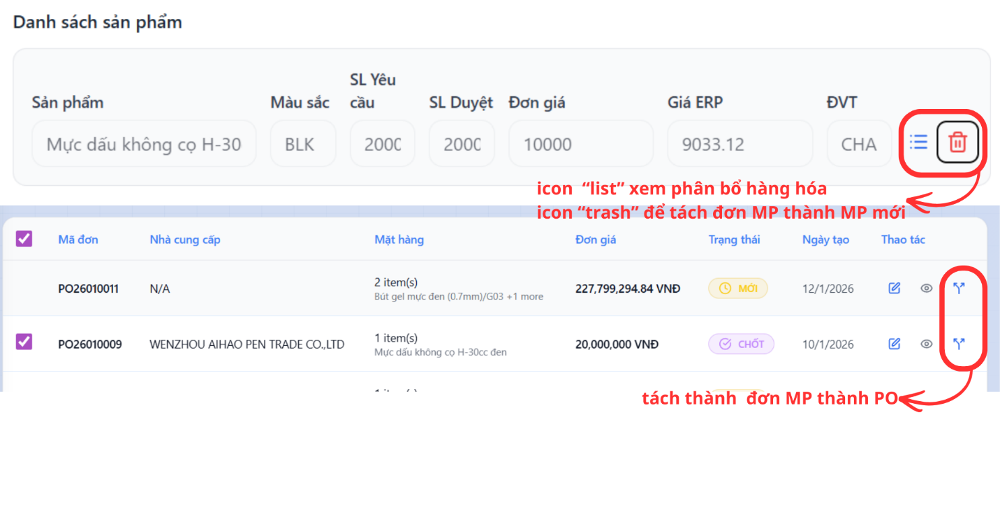 Danh sách sản phẩm
SL Yêu
Sản phẩm Màu sắc cầu SL Duyệt Đơn giá Giá ERP ĐVT
Mực dấu không cọ H-30 BLK 2000 2000 10000 9033.12 CHA
icon “list” xem phân bổ hàng hóa
icon “trash” để tách đơn MP thành MP mới
Mã đơn Nhà cung cấp Mặt hàng Đơn giá Trạng thái Ngày tạo Thao tác
2 item(s)
PO26010011 N/A 227,799,294.84 VNĐ MỚI 12/1/2026
Bút gel mực đen (0.7mm)/G03 +1 more
1 item(s)
PO26010009 WENZHOU AIHAO PEN TRADE CO.,LTD 20,000,000 VNĐ CHỐT 10/1/2026
Mực dấu không cọ H-30cc đen
tách thành đơn MP thành PO